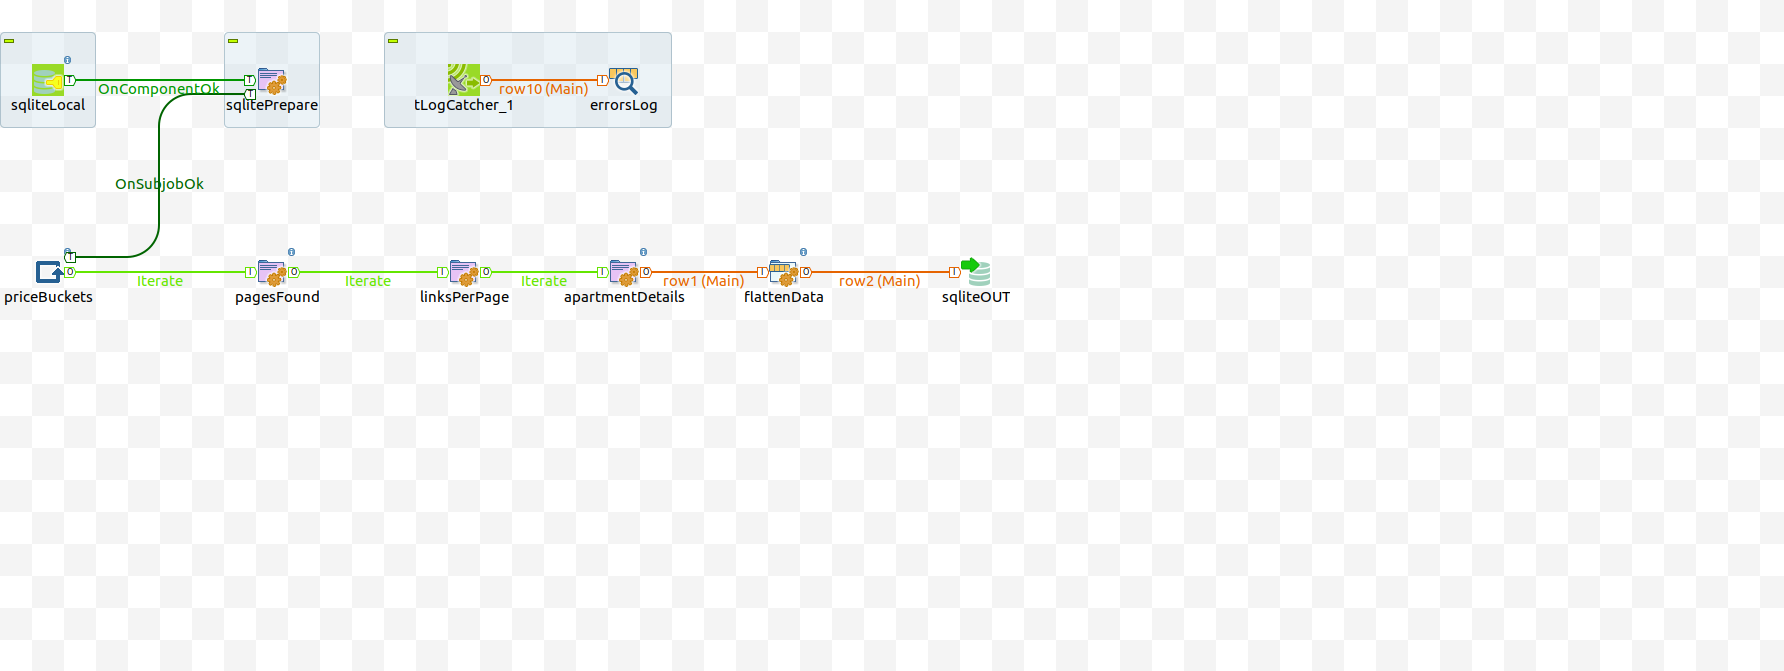 T
T
O
I
OnComponentOk
T
row10 (Main)
sqliteLocal
sqlitePrepare
tLogCatcher_1
errorsLog
OnSubjobOk
T
O
I
O
I
O
I
O
I
O
I
Iterate
Iterate
Iterate
row1 (Main)
row2 (Main)
priceBuckets
pagesFound
linksPerPage
apartmentDetails
flattenData
sqliteOUT